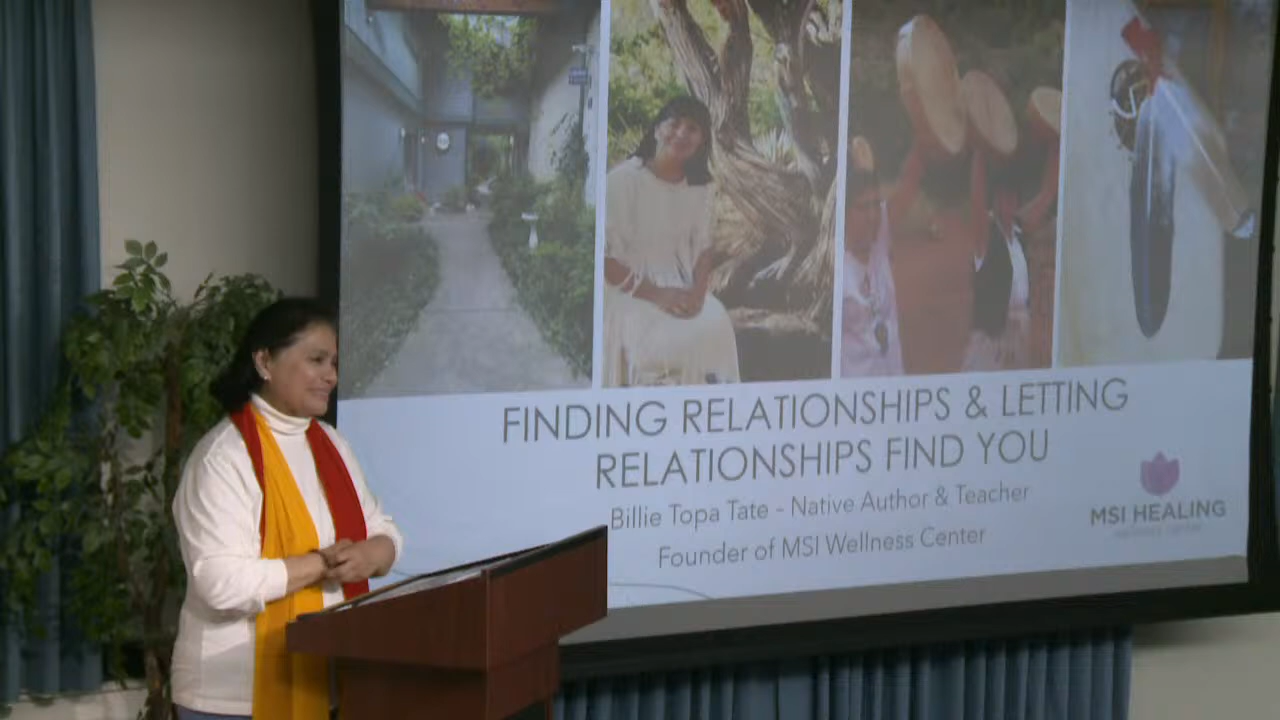 FINDING RELATIONSHIPS & LETTING
RELATIONSHIPS FIND YOU
Billie Topa Tate - Native Author & Teacher
Founder of MSI Wellness Center
MSI HEALING